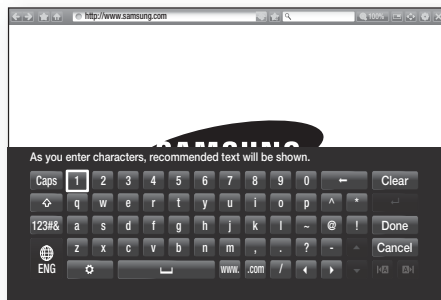 http://www.samsung.com 100%
SAMSUNG
As you enter characters, recommended text will be shown.
Caps 1 2 3 4 5 6 7 8 9 0 ← Clear
q w e r t y u i o p ^ *
123#& a s d f g h j k l ~ @ ! Done
z x c v b n m , . ? - Cancel
ENG www. .com /